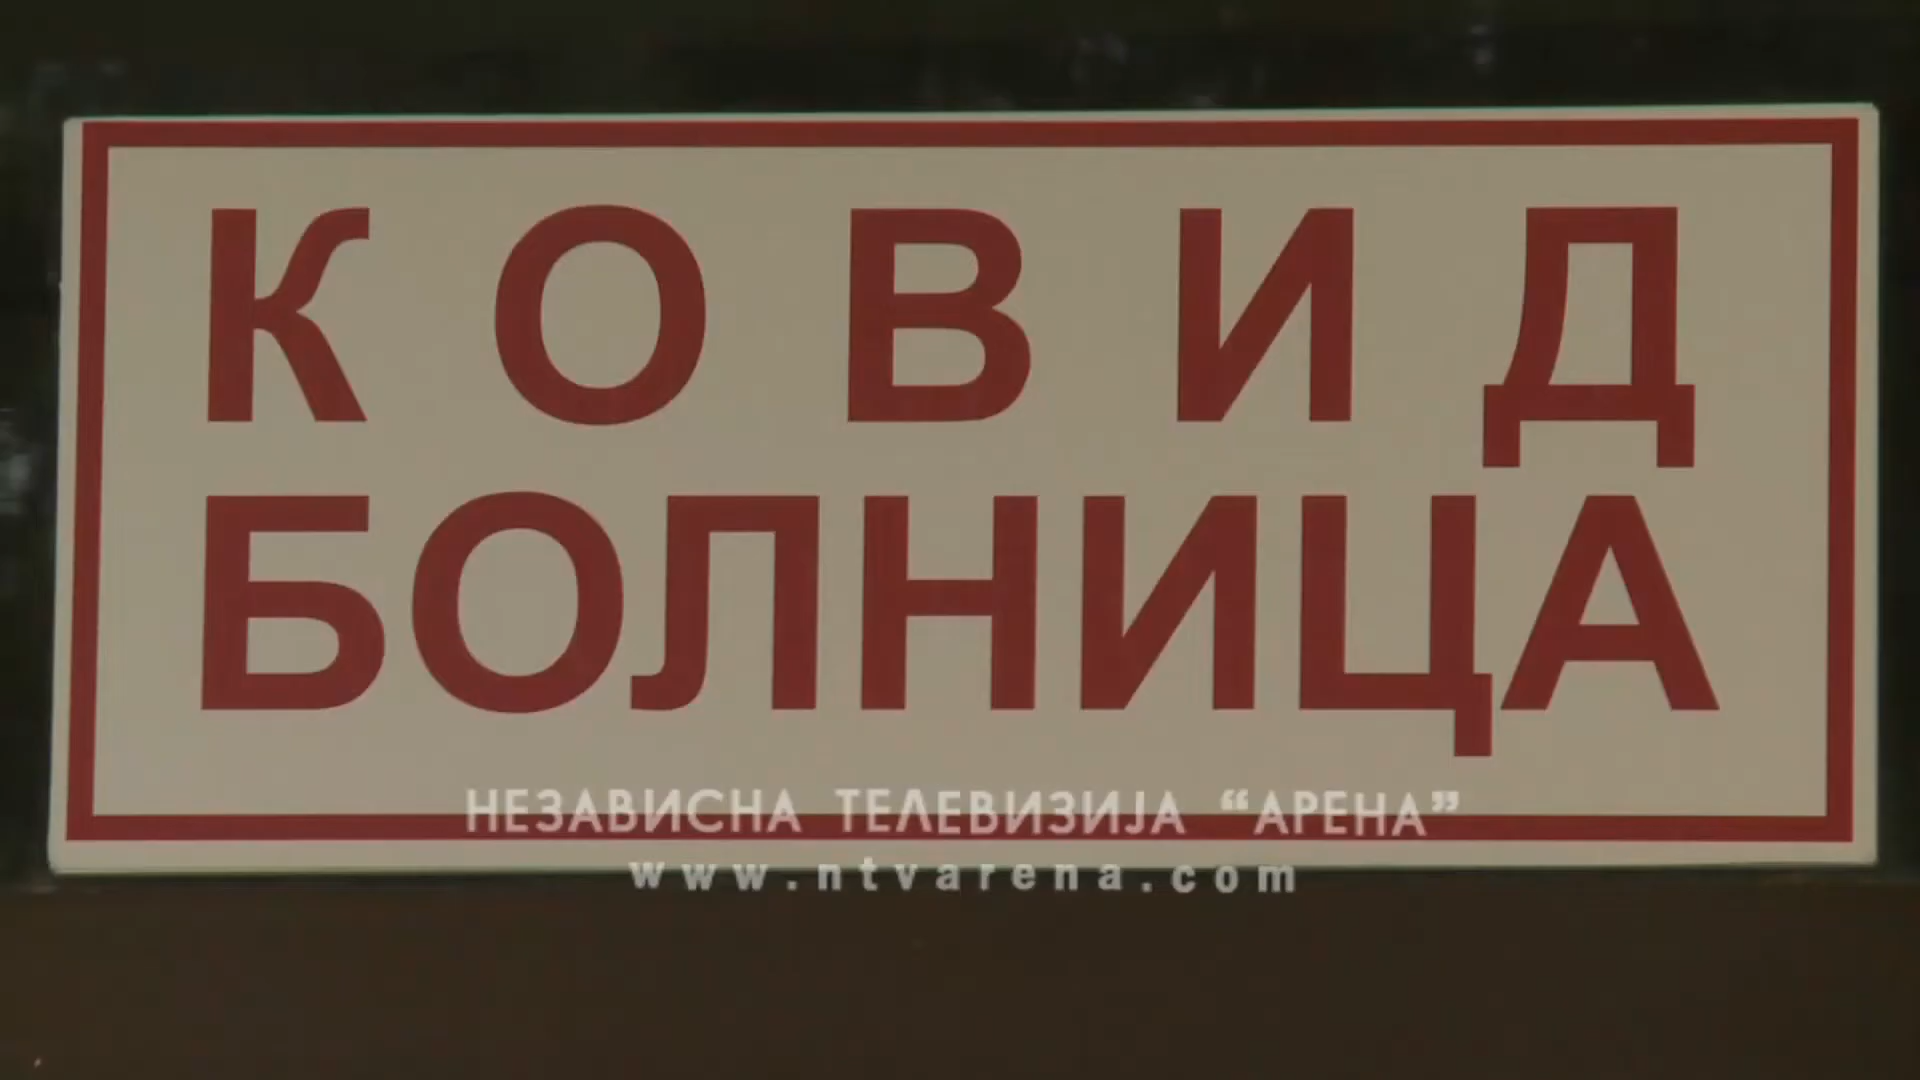 КОВИД
БОЛНИЦА
НЕЗАВИСНА ТЕЛЕВИЗИЈА “АРЕНА”
www.ntvarena.com